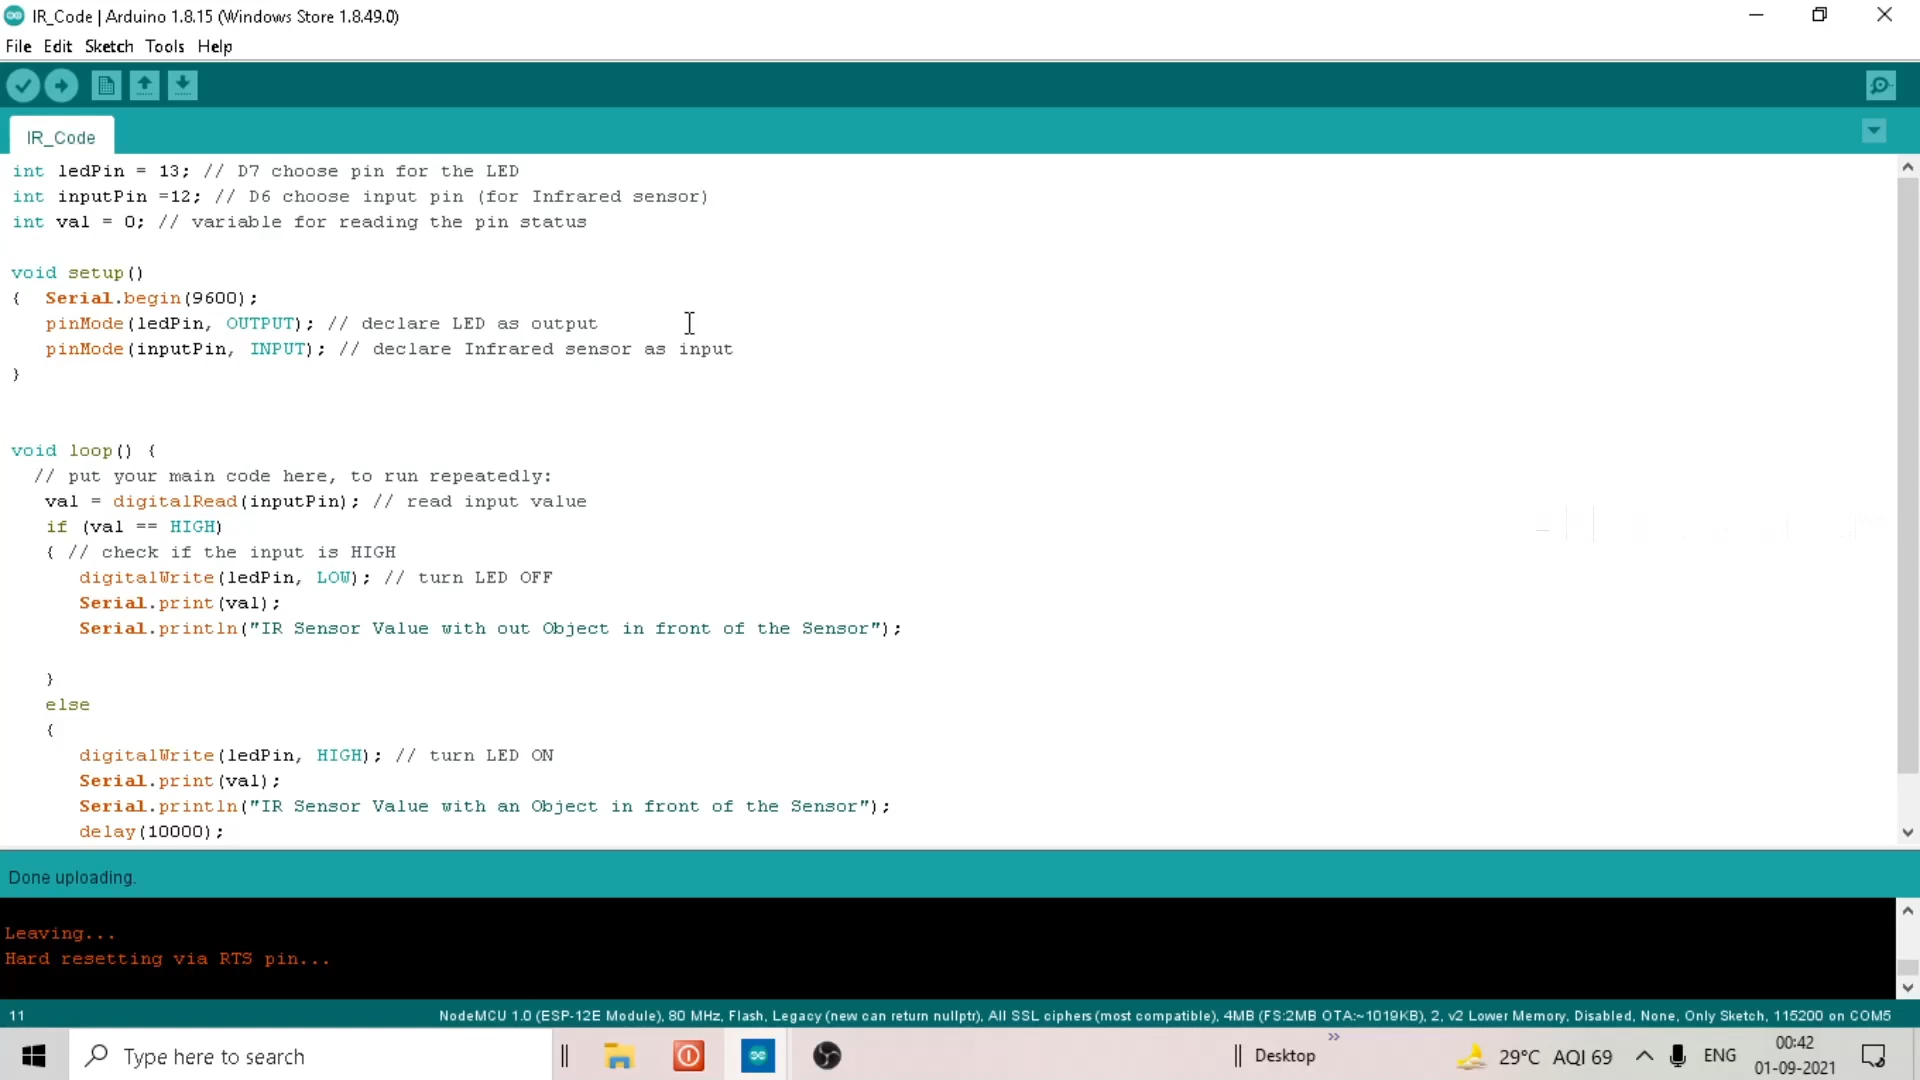 IR_Code | Arduino 1.8.15 (Windows Store 1.8.49.0)
File Edit Sketch Tools Help
IR_Code
int ledPin = 13; // D7 choose pin for the LED
int inputPin =12; // D6 choose input pin (for Infrared sensor)
int val = 0; // variable for reading the pin status
void setup()
{  Serial.begin(9600);
pinMode(ledPin, OUTPUT); // declare LED as output
pinMode(inputPin, INPUT); // declare Infrared sensor as input
}
void loop() {
// put your main code here, to run repeatedly:
val = digitalRead(inputPin); // read input value
if (val == HIGH)
{ // check if the input is HIGH
digitalWrite(ledPin, LOW); // turn LED OFF
Serial.print(val);
Serial.println("IR Sensor Value with out Object in front of the Sensor");
}
else
{
digitalWrite(ledPin, HIGH); // turn LED ON
Serial.print(val);
Serial.println("IR Sensor Value with an Object in front of the Sensor");
delay(10000);
Done uploading.
Leaving...
Hard resetting via RTS pin...
11 NodeMCU 1.0 (ESP-12E Module), 80 MHz, Flash, Legacy (new can return nullptr), All SSL ciphers (most compatible), 4MB (FS:2MB OTA:~1019KB), 2, v2 Lower Memory, Disabled, None, Only Sketch, 115200 on COM5
Type here to search Desktop 29°C AQI 69 ENG 00:42
01-09-2021